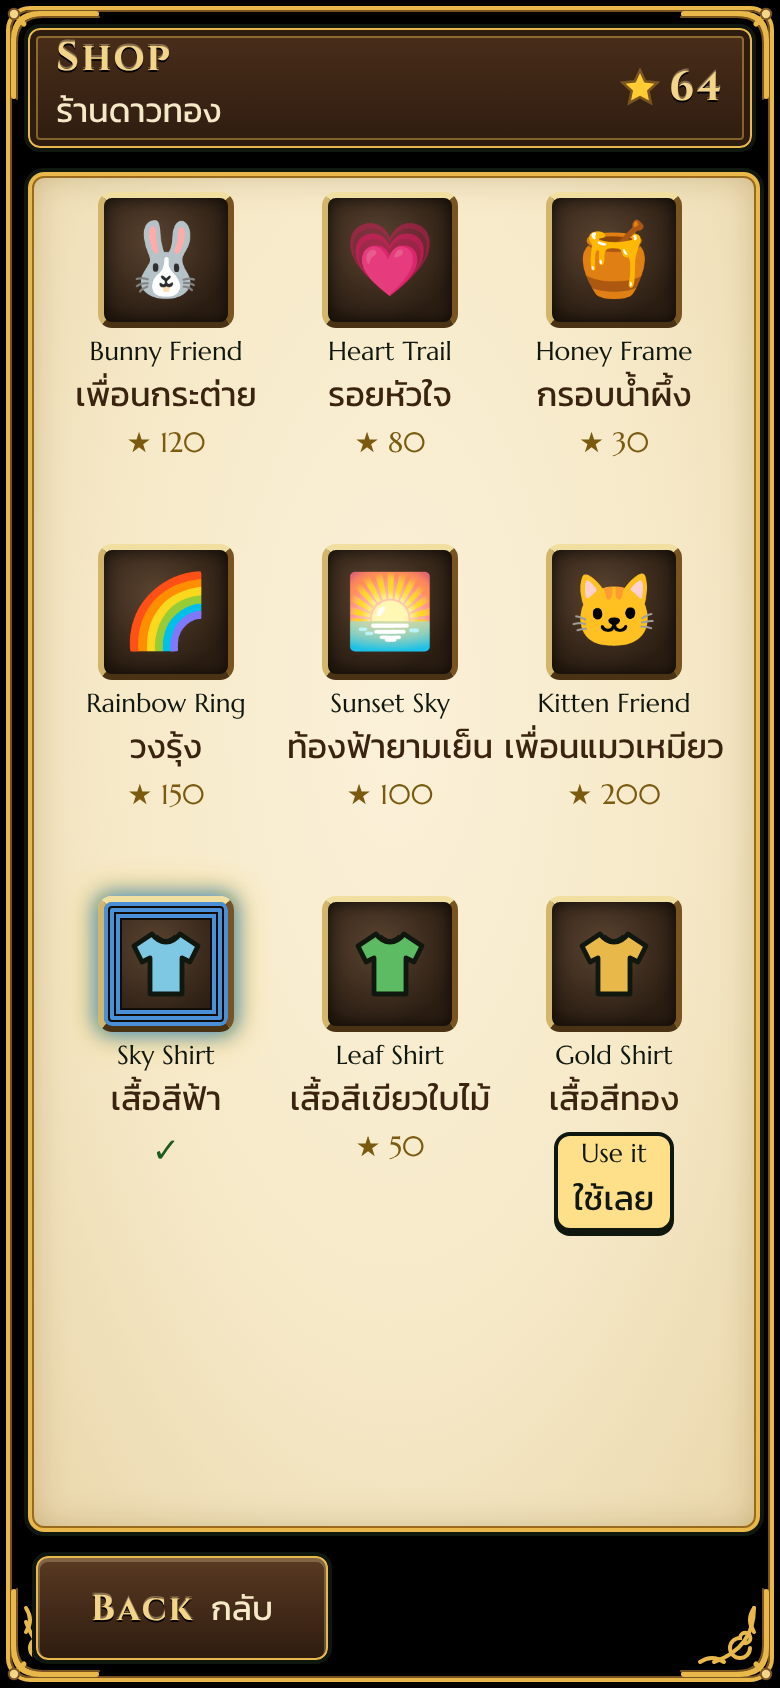 Shop
ร้านดาวทอง
★ 64
Bunny Friend
เพื่อนกระต่าย
★ 120
Heart Trail
รอยหัวใจ
★ 80
Honey Frame
กรอบน้ำผึ้ง
★ 30
Rainbow Ring
วงรุ้ง
★ 150
Sunset Sky
ท้องฟ้ายามเย็น
★ 100
Kitten Friend
เพื่อนแมวเหมียว
★ 200
Sky Shirt
เสื้อสีฟ้า
✓
Leaf Shirt
เสื้อสีเขียวใบไม้
★ 50
Gold Shirt
เสื้อสีทอง
Use it
ใช้เลย
Back กลับ